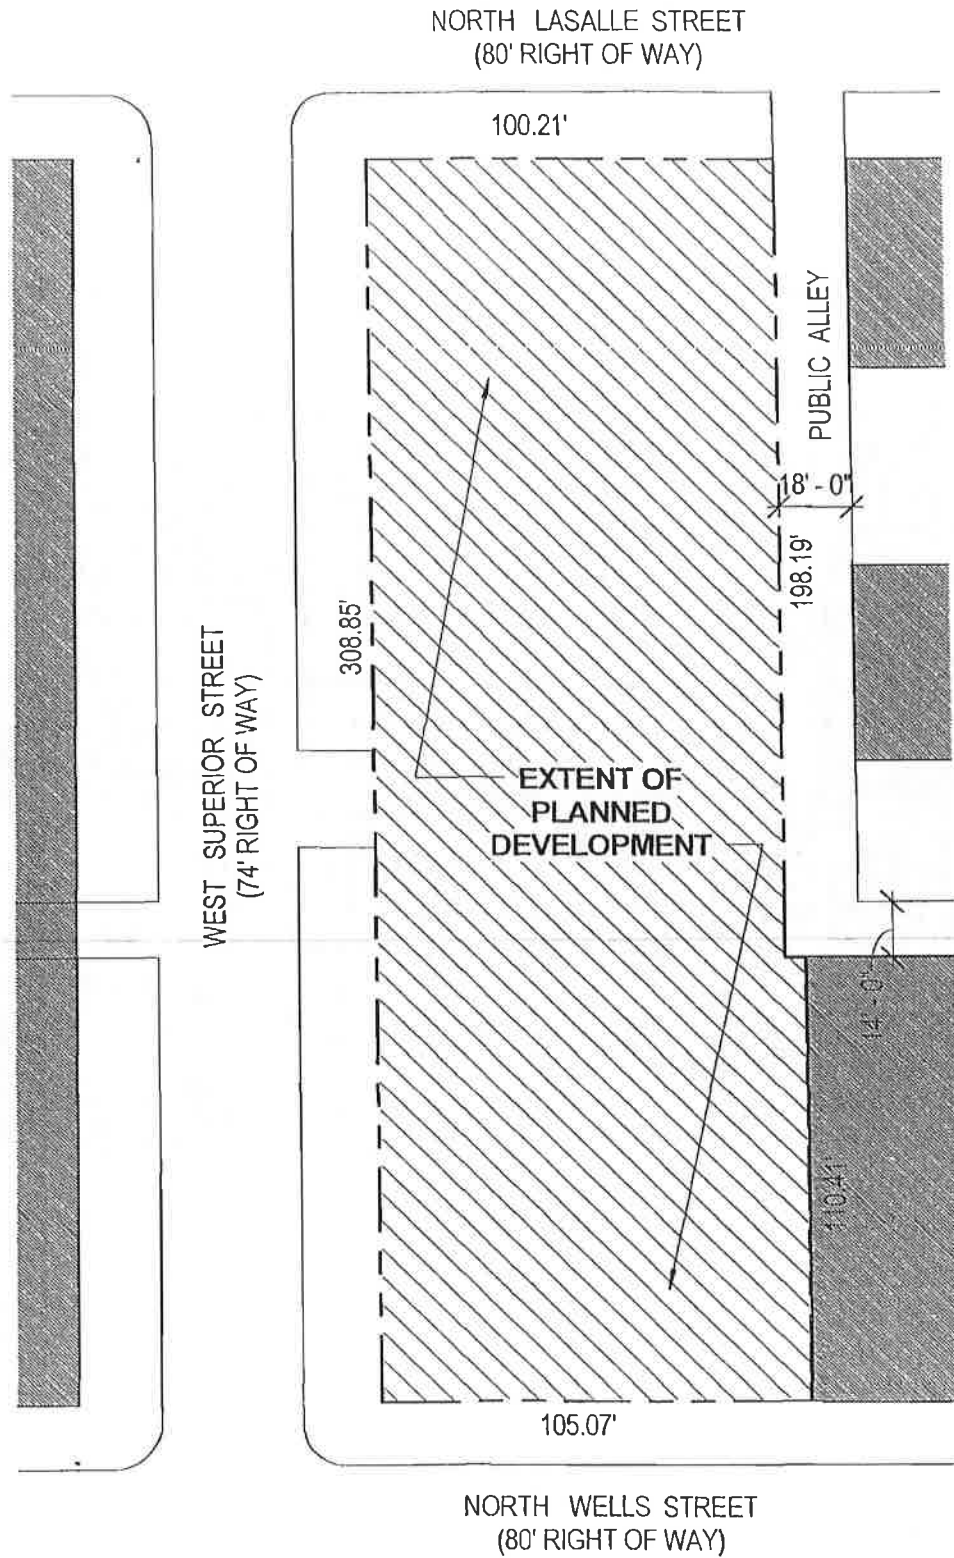 NORTH LASALLE STREET
(80' RIGHT OF WAY)
100.21'
PUBLIC ALLEY
18' - 0"
198.19'
308.85'
WEST SUPERIOR STREET
(74' RIGHT OF WAY)
EXTENT OF
PLANNED
DEVELOPMENT
14' - 0"
110.41'
105.07'
NORTH WELLS STREET
(80' RIGHT OF WAY)